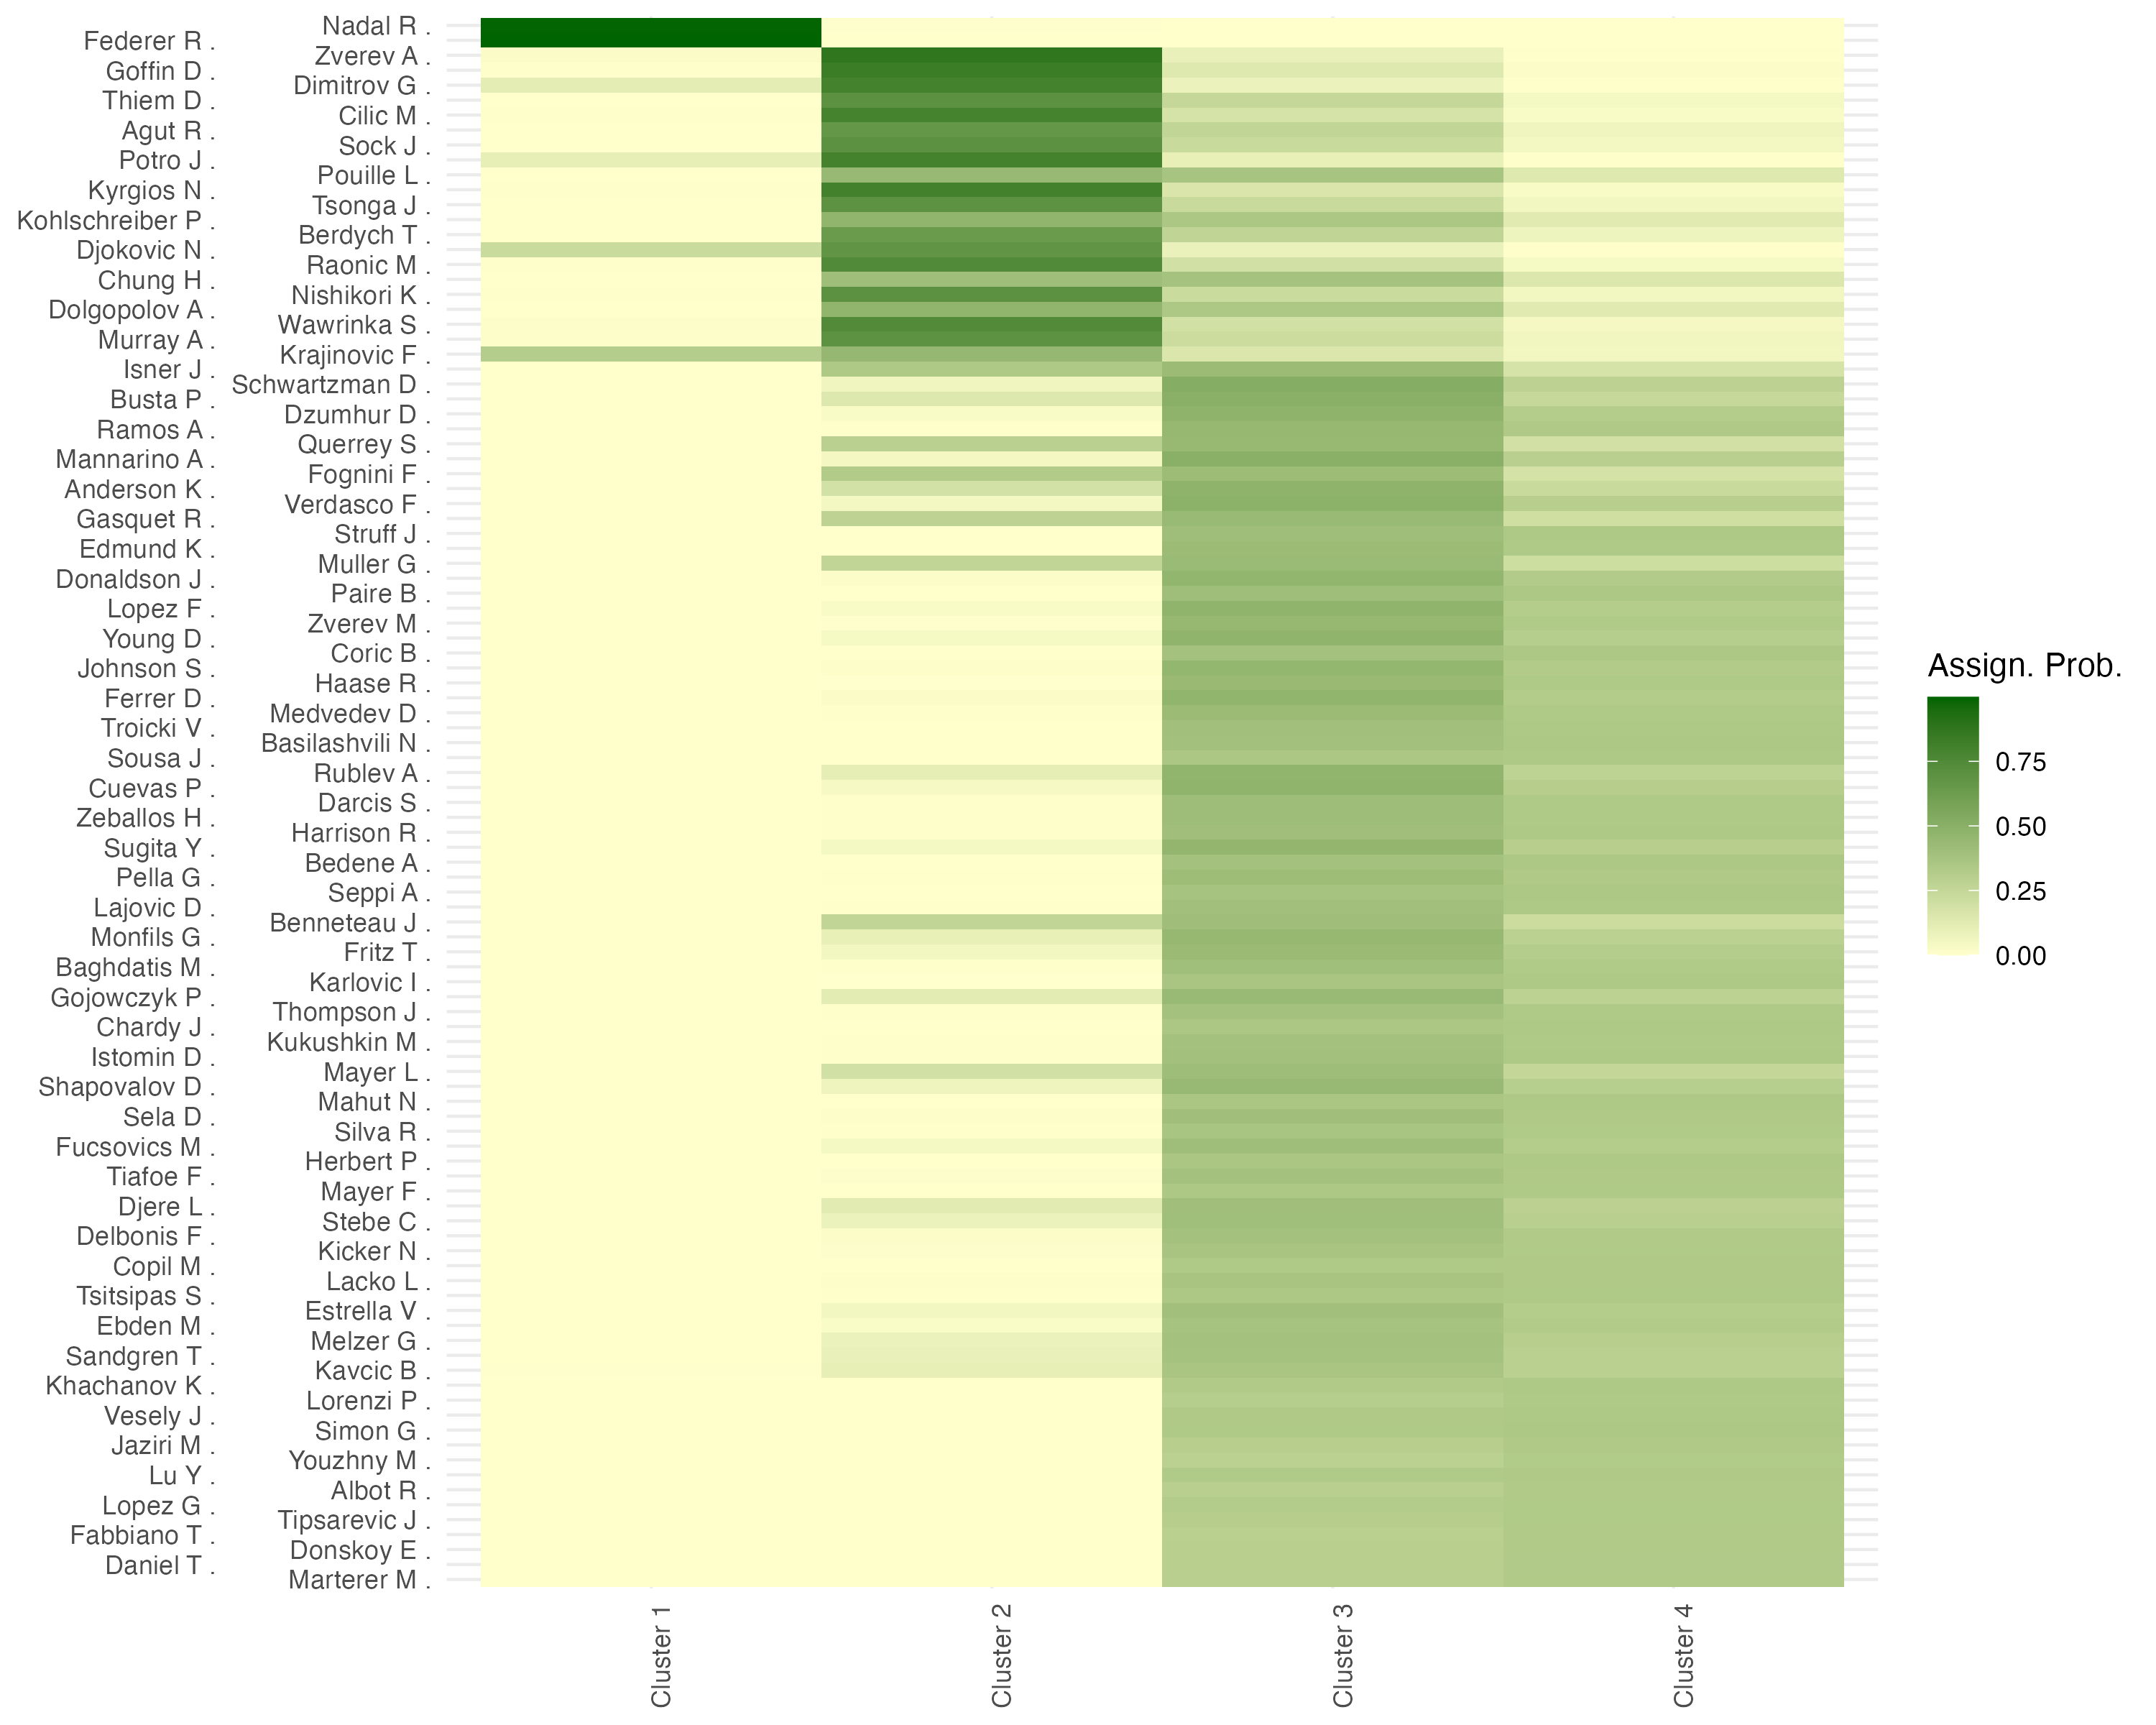 Nadal R .
Federer R .
Zverev A .
Goffin D .
Dimitrov G .
Thiem D .
Cilic M .
Agut R .
Sock J .
Potro J .
Pouille L .
Kyrgios N .
Tsonga J .
Kohlschreiber P .
Berdych T .
Djokovic N .
Raonic M .
Chung H .
Nishikori K .
Dolgopolov A .
Wawrinka S .
Murray A .
Krajinovic F .
Isner J .
Schwartzman D .
Busta P .
Dzumhur D .
Ramos A .
Querrey S .
Mannarino A .
Fognini F .
Anderson K .
Verdasco F .
Gasquet R .
Struff J .
Edmund K .
Muller G .
Donaldson J .
Paire B .
Lopez F .
Zverev M .
Young D .
Coric B .
Johnson S .
Haase R .
Ferrer D .
Medvedev D .
Troicki V .
Basilashvili N .
Sousa J .
Rublev A .
Cuevas P .
Darcis S .
Zeballos H .
Harrison R .
Sugita Y .
Bedene A .
Pella G .
Seppi A .
Lajovic D .
Benneteau J .
Monfils G .
Fritz T .
Baghdatis M .
Karlovic I .
Gojowczyk P .
Thompson J .
Chardy J .
Kukushkin M .
Istomin D .
Mayer L .
Shapovalov D .
Mahut N .
Sela D .
Silva R .
Fucsovics M .
Herbert P .
Tiafoe F .
Mayer F .
Djere L .
Stebe C .
Delbonis F .
Kicker N .
Copil M .
Lacko L .
Tsitsipas S .
Estrella V .
Ebden M .
Melzer G .
Sandgren T .
Kavcic B .
Khachanov K .
Lorenzi P .
Vesely J .
Simon G .
Jaziri M .
Youzhny M .
Lu Y .
Albot R .
Lopez G .
Tipsarevic J .
Fabbiano T .
Donskoy E .
Daniel T .
Marterer M .
Cluster 1
Cluster 2
Cluster 3
Cluster 4
Assign. Prob.
0.75
0.50
0.25
0.00